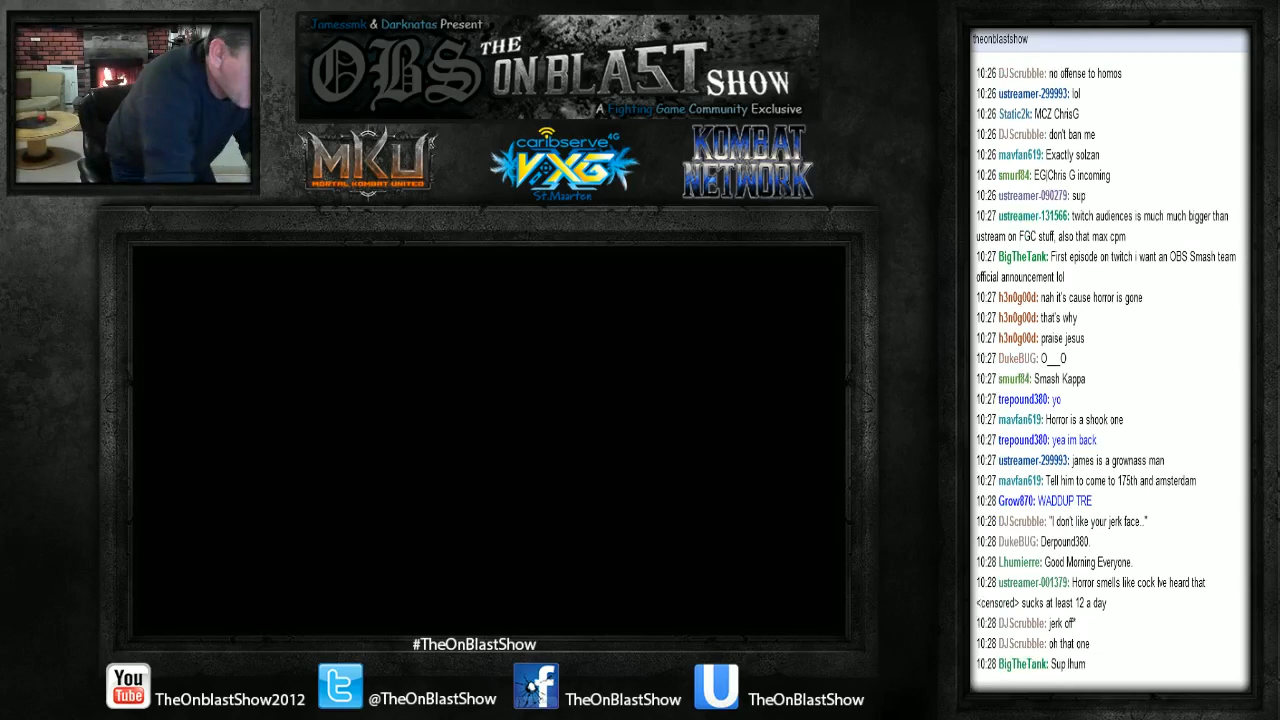 Jamessmk & Darknatas Present
OBS THE ON BLAST SHOW
A Fighting Game Community Exclusive
MKU
MORTAL KOMBAT UNITED
caribserve 4G
VXG
St.Maarten
KOMBAT
NETWORK
#TheOnBlastShow
You Tube TheOnblastShow2012
@TheOnBlastShow
TheOnBlastShow
U TheOnBlastShow
theonblastshow
10:26 DJScrubble: no offense to homos
10:26 ustreamer-299993: lol
10:26 Static2k: MCZ ChrisG
10:26 DJScrubble: don't ban me
10:26 mavfan619: Exactly solzan
10:26 smurf84: EG|Chris G incoming
10:26 ustreamer-090279: sup
10:27 ustreamer-131566: twitch audiences is much much bigger than
ustream on FGC stuff, also that max cpm
10:27 BigTheTank: First episode on twitch i want an OBS Smash team
official announcement lol
10:27 h3n0g00d: nah it's cause horror is gone
10:27 h3n0g00d: that's why
10:27 h3n0g00d: praise jesus
10:27 DukeBUG: O___O
10:27 smurf84: Smash Kappa
10:27 trepound380: yo
10:27 mavfan619: Horror is a shook one
10:27 trepound380: yea im back
10:27 ustreamer-299993: james is a grownass man
10:27 mavfan619: Tell him to come to 175th and amsterdam
10:28 Grow870: WADDUP TRE
10:28 DJScrubble: "I don't like your jerk face.."
10:28 DukeBUG: Derpound380.
10:28 Lhumierre: Good Morning Everyone.
10:28 ustreamer-001379: Horror smells like cock Ive heard that
<censored> sucks at least 12 a day
10:28 DJScrubble: jerk off*
10:28 DJScrubble: oh that one
10:28 BigTheTank: Sup lhum